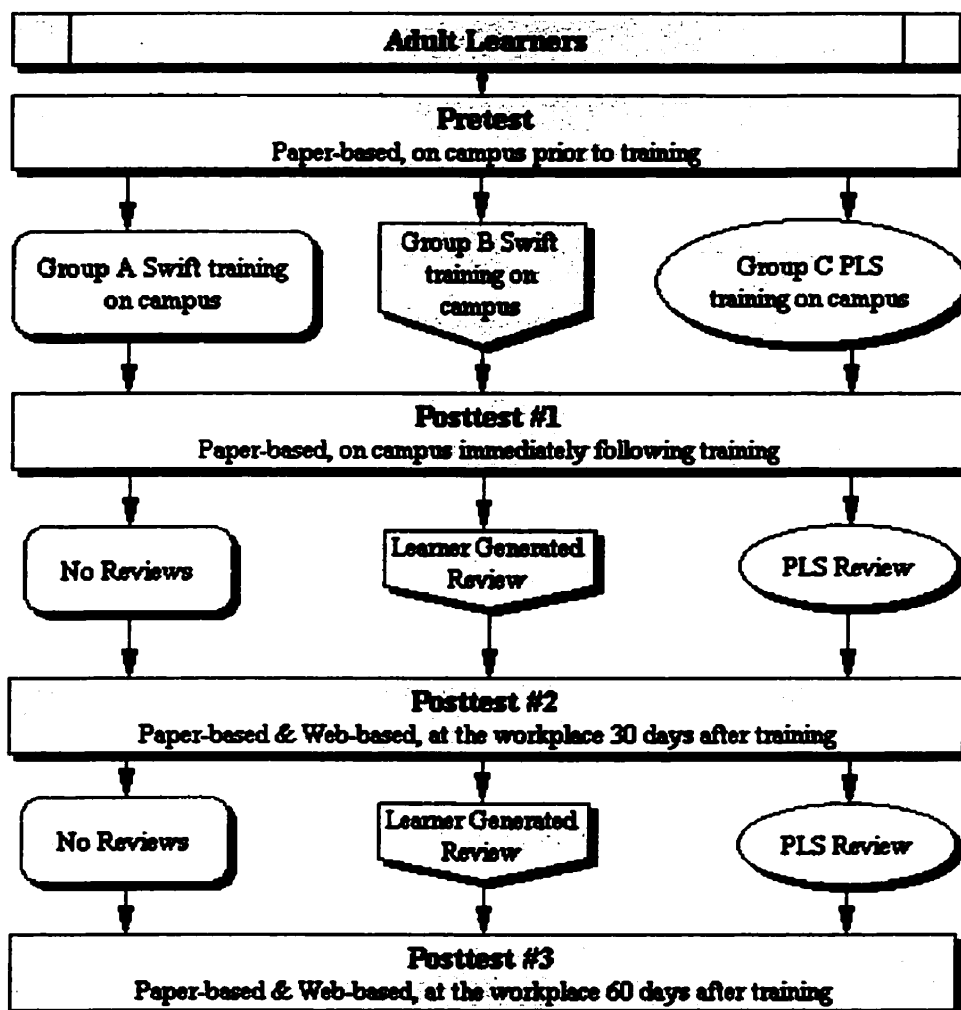 Adult Learners
Pretest
Paper-based, on campus prior to training
Group A Swift training
on campus
Group B Swift
training on
campus
Group C PLS
training on campus
Posttest #1
Paper-based, on campus immediately following training
No Reviews
Learner Generated
Review
PLS Review
Posttest #2
Paper-based & Web-based, at the workplace 30 days after training
No Reviews
Learner Generated
Review
PLS Review
Posttest #3
Paper-based & Web-based, at the workplace 60 days after training